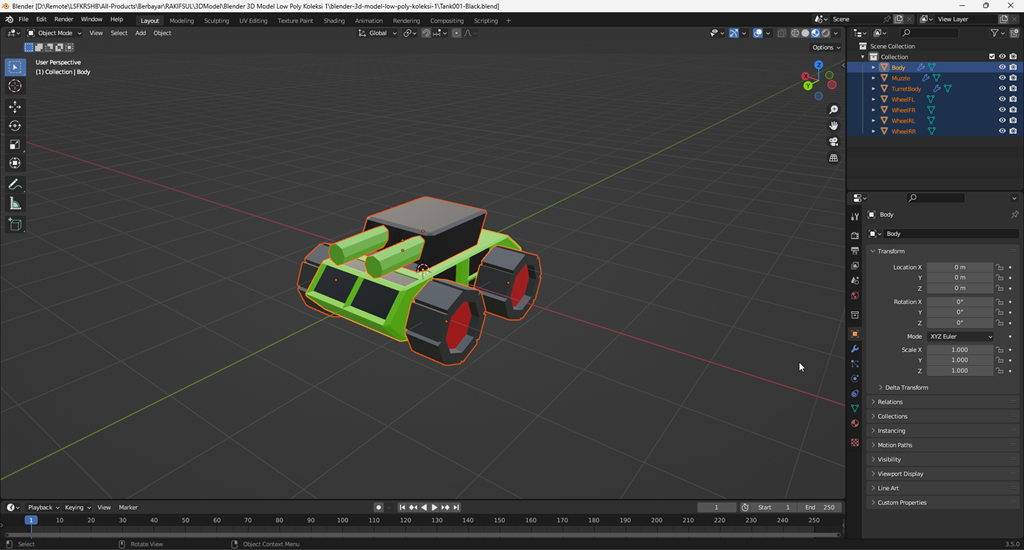 Blender [D:\Remote\LSFKRSHB\All-Products\Berbayar\RAKIFSUL\3DModel\Blender 3D Model Low Poly Koleksi 1\blender-3d-model-low-poly-koleksi-1\Tank001-Black.blend]
File Edit Render Window Help Layout Modeling Sculpting UV Editing Texture Paint Shading Animation Rendering Compositing Geometry Nodes Scripting + Scene View Layer
Object Mode View Select Add Object Global
Options
User Perspective
(1) Collection | Body
X
Y
Z
Scene Collection
Collection
Body
Muzzle
TurretBody
WheelFL
WheelFR
WheelRL
WheelRR
Body
Body
Transform
Location X 0 m
Y 0 m
Z 0 m
Rotation X 0°
Y 0°
Z 0°
Mode XYZ Euler
Scale X 1.000
Y 1.000
Z 1.000
Delta Transform
Relations
Collections
Instancing
Motion Paths
Visibility
Viewport Display
Line Art
Custom Properties
Playback Keying View Marker 1 Start 1 End 250
1 10 20 30 40 50 60 70 80 90 100 110 120 130 140 150 160 170 180 190 200 210 220 230 240 250
Select Rotate View Object Context Menu 3.5.0